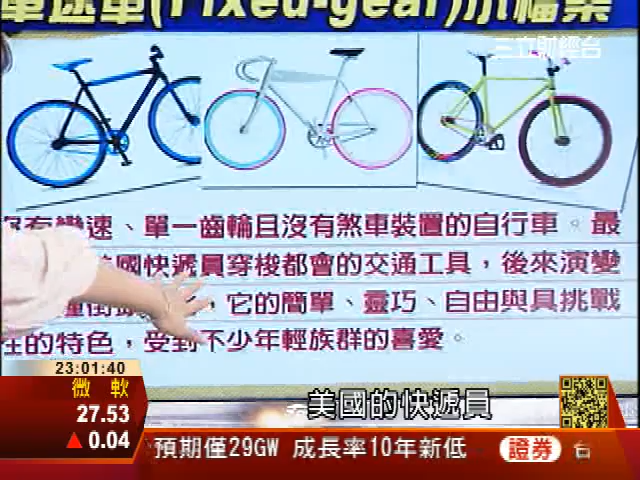 單速車(Fixed-gear)小檔案
三立財經台
沒有變速、單一齒輪且沒有煞車裝置的自行車。最
國快遞員穿梭都會的交通工具，後來演變
，它的簡單、靈巧、自由與具挑戰
性的特色，受到不少年輕族群的喜愛。
23:01:40
微軟
27.53
▲0.04
美國的快遞員
預期僅29GW 成長率10年新低
證券
台